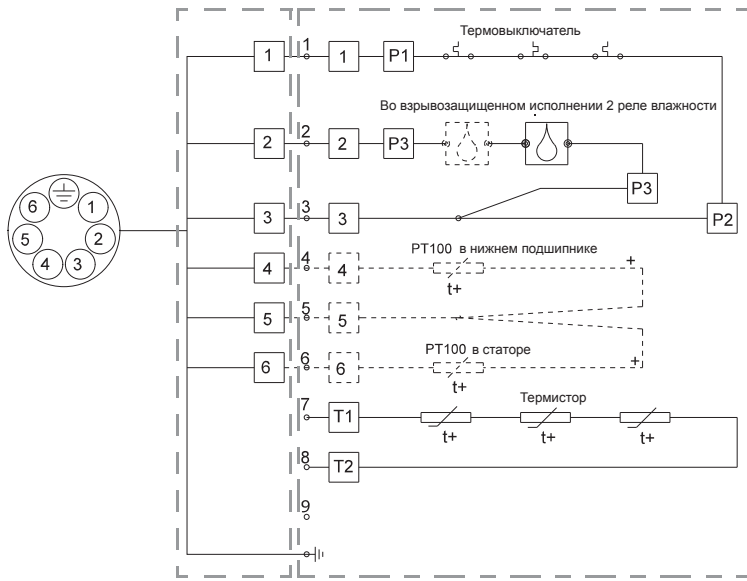 Термовыключатель
1 1 1 P1
Во взрывозащищенном исполнении 2 реле влажности
2 2 2 P3
P3
6 1
5 2
4 3
3 3 3 P2
PT100 в нижнем подшипнике
4 4 4 +
t+
5 5 5
PT100 в статоре
6 6 6 +
t+
Термистор
7 T1
t+ t+ t+
8 T2
9